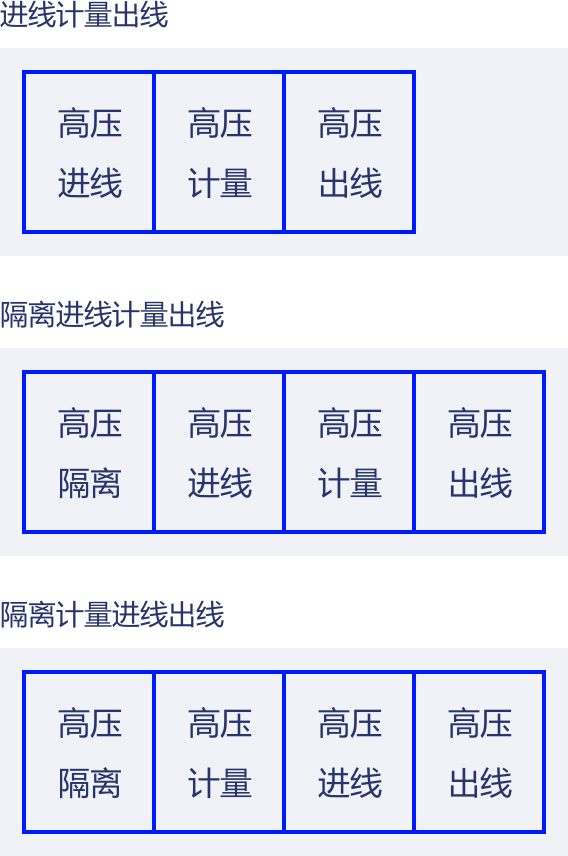 进线计量出线
高压 高压 高压
进线 计量 出线
隔离进线计量出线
高压 高压 高压 高压
隔离 进线 计量 出线
隔离计量进线出线
高压 高压 高压 高压
隔离 计量 进线 出线